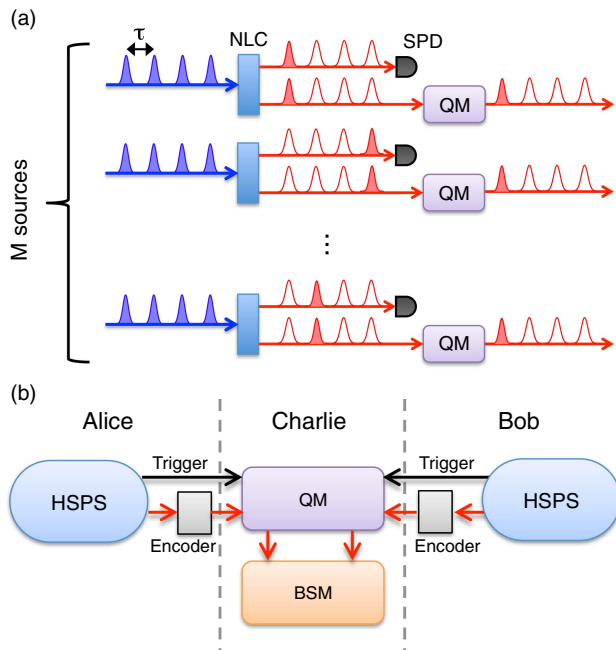 (a)
τ
NLC
SPD
QM
QM
M sources
⋮
QM
(b)
Alice
Charlie
Bob
Trigger
Trigger
HSPS
QM
HSPS
Encoder
Encoder
BSM